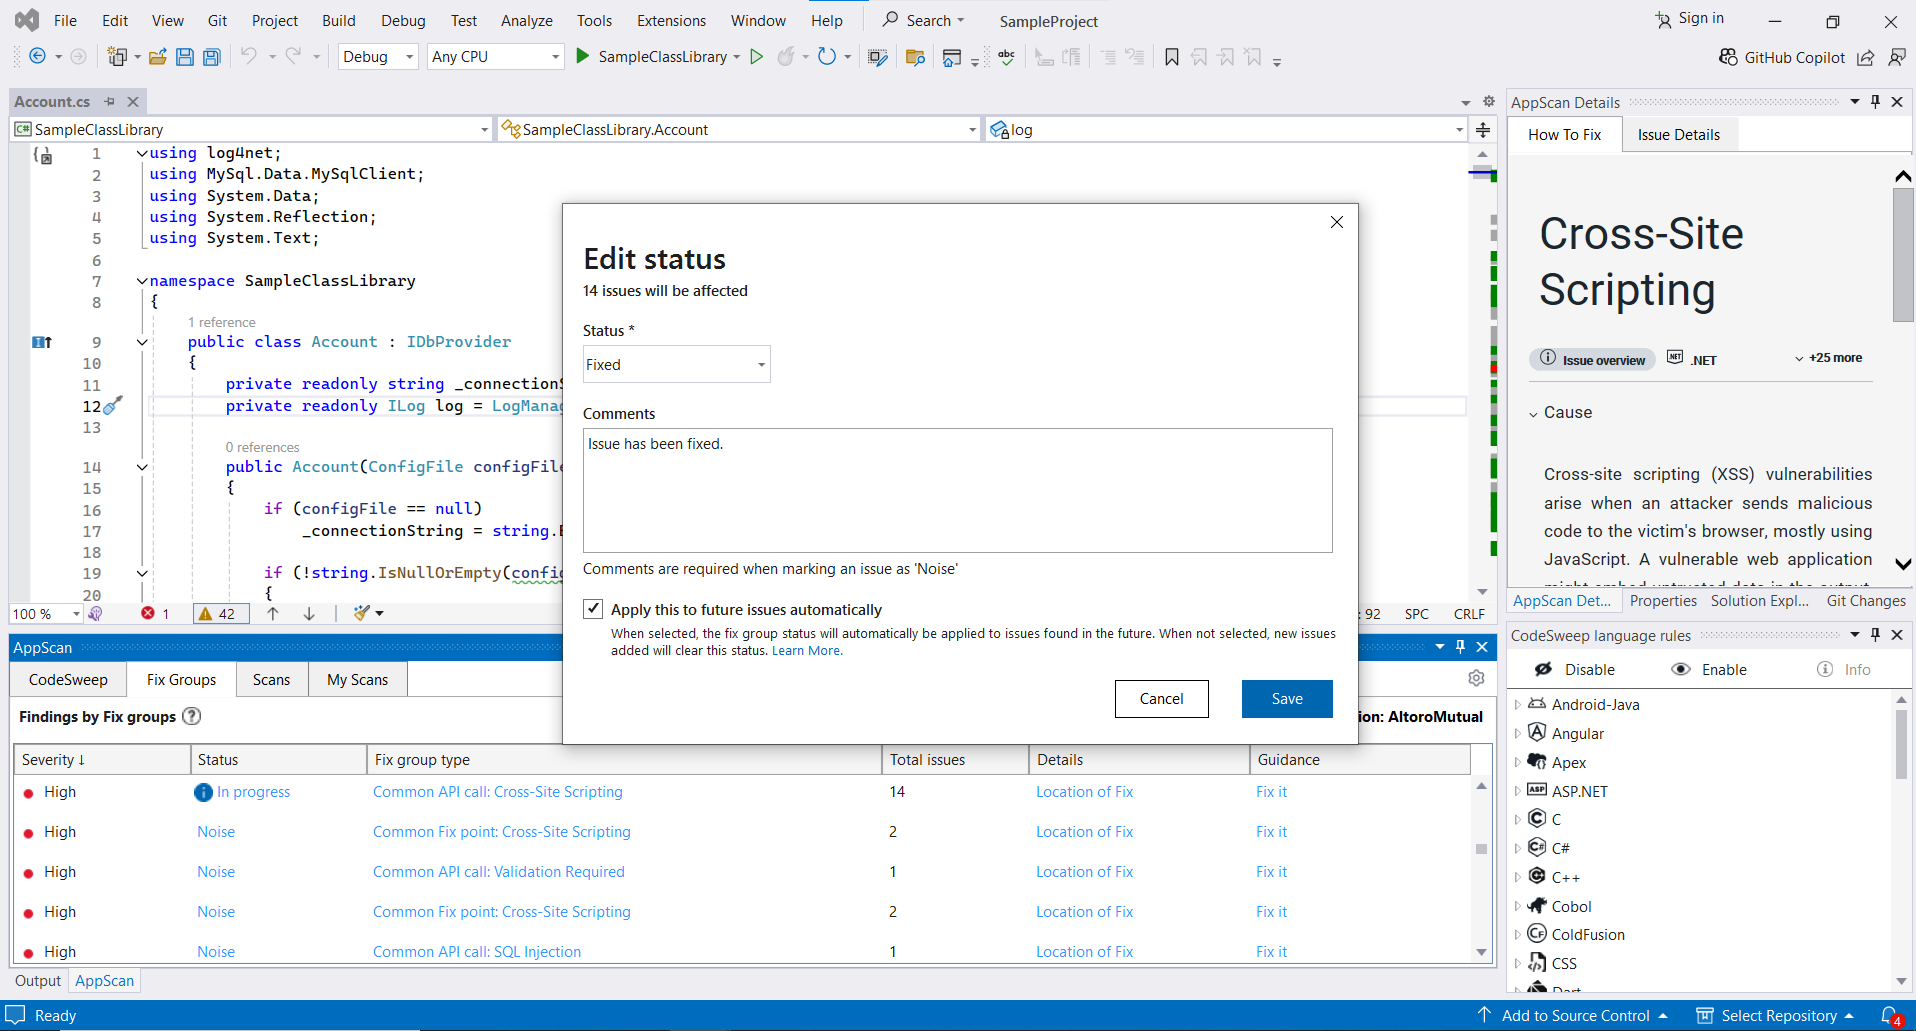 File Edit View Git Project Build Debug Test Analyze Tools Extensions Window Help Search SampleProject Sign in
Debug Any CPU SampleClassLibrary abc GitHub Copilot
Account.cs
SampleClassLibrary SampleClassLibrary.Account log
1 using log4net;
2 using MySql.Data.MySqlClient;
3 using System.Data;
4 using System.Reflection;
5 using System.Text;
6
7 namespace SampleClassLibrary
8 {
1 reference
9 public class Account : IDbProvider
10 {
11 private readonly string _connectionS
12 private readonly ILog log = LogManag
13
0 references
14 public Account(ConfigFile configFile
15 {
16 if (configFile == null)
17 _connectionString = string.
18
19 if (!string.IsNullOrEmpty(config
20 {
100 % 1 42 : 92 SPC CRLF
Edit status
14 issues will be affected
Status *
Fixed
Comments
Issue has been fixed.
Comments are required when marking an issue as 'Noise'
Apply this to future issues automatically
When selected, the fix group status will automatically be applied to issues found in the future. When not selected, new issues
added will clear this status. Learn More.
Cancel Save
AppScan Details
How To Fix Issue Details
Cross-Site
Scripting
Issue overview .NET +25 more
Cause
Cross-site scripting (XSS) vulnerabilities
arise when an attacker sends malicious
code to the victim's browser, mostly using
JavaScript. A vulnerable web application
might embed untrusted data in the output,
AppScan Det... Properties Solution Expl... Git Changes
AppScan
CodeSweep Fix Groups Scans My Scans
Findings by Fix groups ? ion: AltoroMutual
Severity ↓ Status Fix group type Total issues Details Guidance
High In progress Common API call: Cross-Site Scripting 14 Location of Fix Fix it
High Noise Common Fix point: Cross-Site Scripting 2 Location of Fix Fix it
High Noise Common API call: Validation Required 1 Location of Fix Fix it
High Noise Common Fix point: Cross-Site Scripting 2 Location of Fix Fix it
High Noise Common API call: SQL Injection 1 Location of Fix Fix it
Output AppScan
CodeSweep language rules
Disable Enable Info
Android-Java
Angular
Apex
ASP ASP.NET
C
C#
C++
Cobol
ColdFusion
CSS
Dart
Ready Add to Source Control Select Repository 4